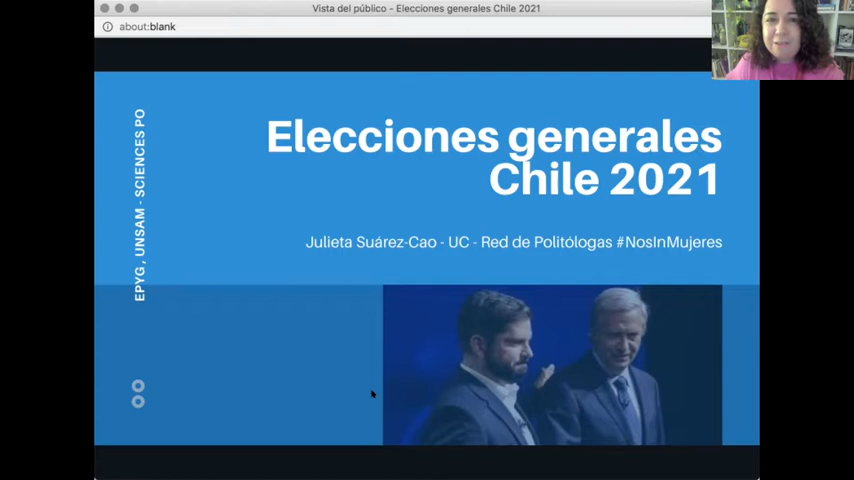 Vista del público - Elecciones generales Chile 2021
about:blank
EPYG , UNSAM - SCIENCES PO
Elecciones generales
Chile 2021
Julieta Suárez-Cao - UC - Red de Politólogas #NosInMujeres